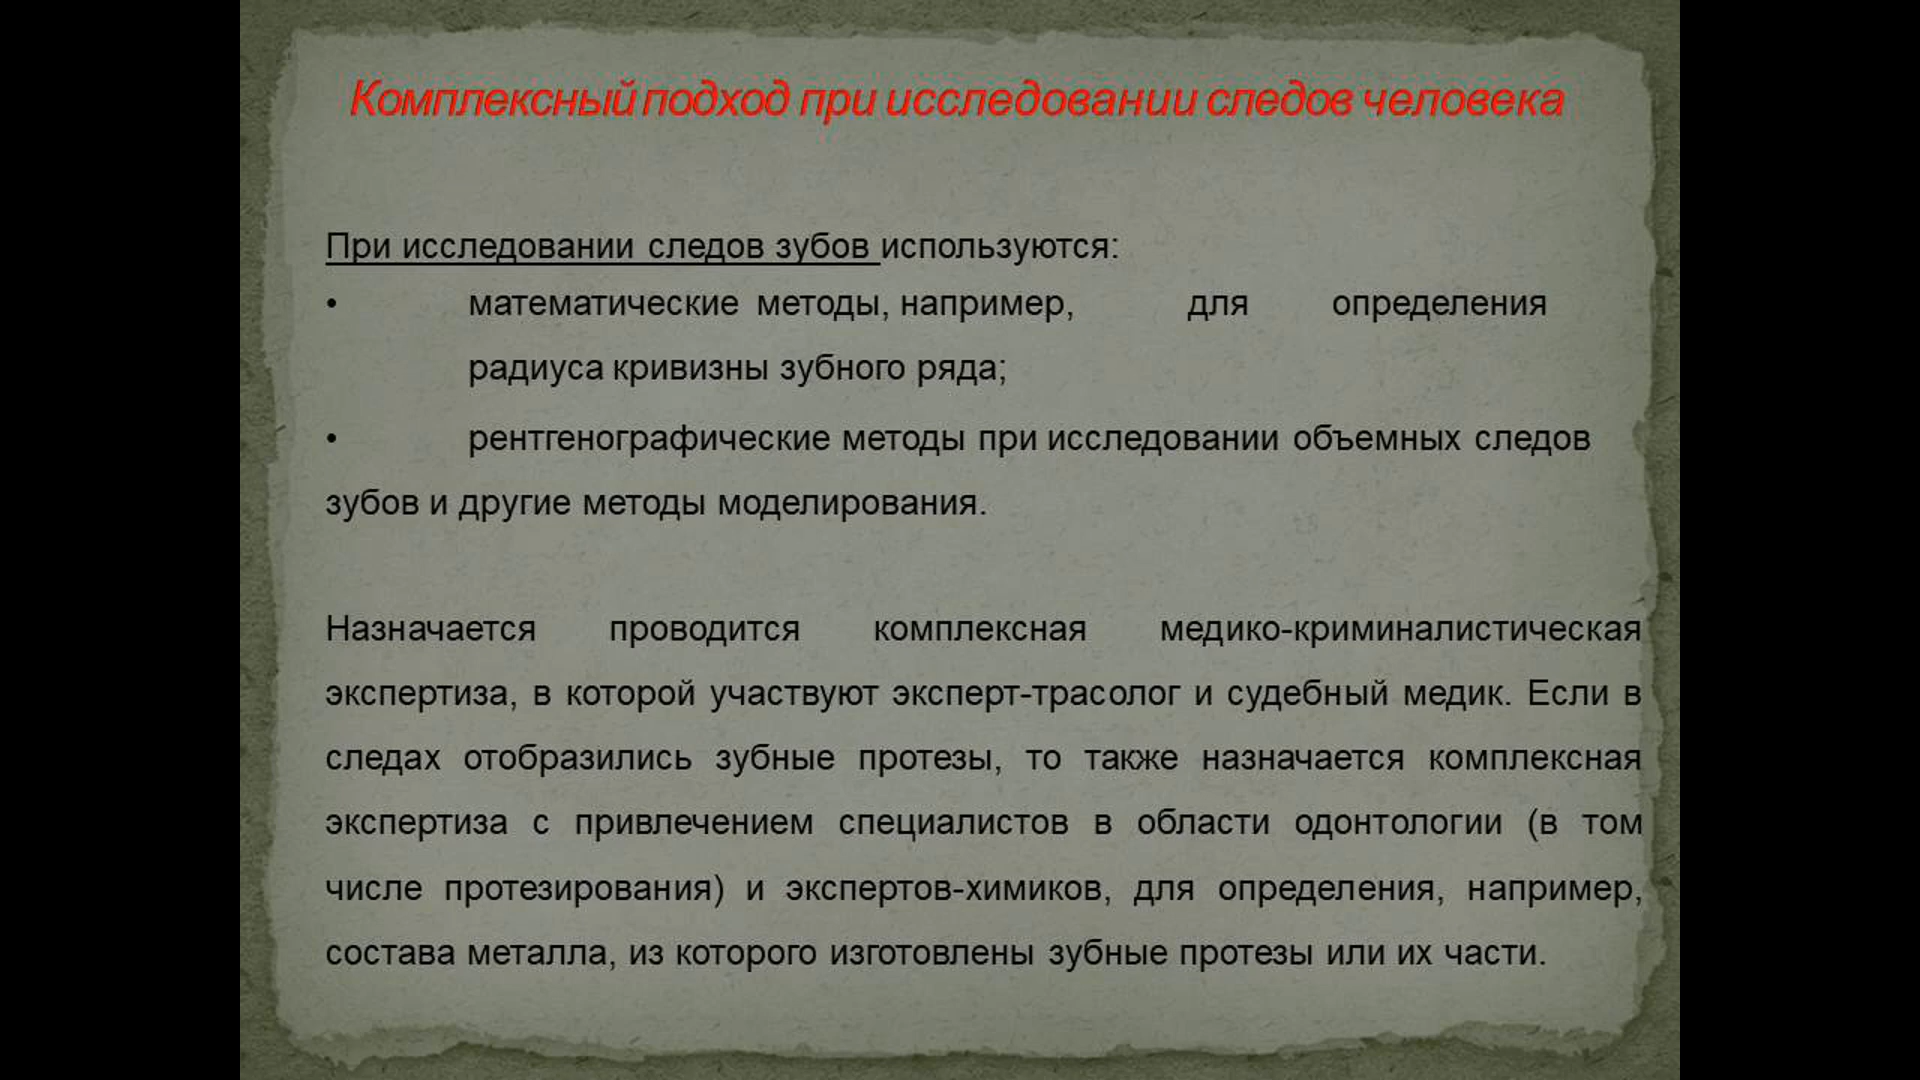 Комплексный подход при исследовании следов человека
При исследовании следов зубов используются:
• математические методы, например, для определения
радиуса кривизны зубного ряда;
• рентгенографические методы при исследовании объемных следов
зубов и другие методы моделирования.
Назначается проводится комплексная медико-криминалистическая
экспертиза, в которой участвуют эксперт-трасолог и судебный медик. Если в
следах отобразились зубные протезы, то также назначается комплексная
экспертиза с привлечением специалистов в области одонтологии (в том
числе протезирования) и экспертов-химиков, для определения, например,
состава металла, из которого изготовлены зубные протезы или их части.